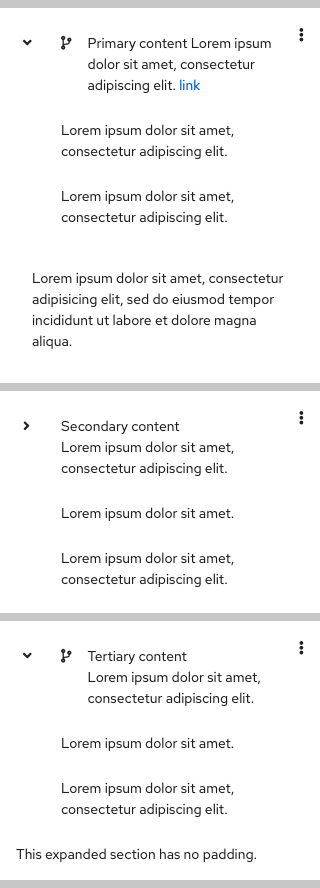 Primary content Lorem ipsum
dolor sit amet, consectetur
adipiscing elit. link
Lorem ipsum dolor sit amet,
consectetur adipiscing elit.
Lorem ipsum dolor sit amet,
consectetur adipiscing elit.
Lorem ipsum dolor sit amet, consectetur
adipisicing elit, sed do eiusmod tempor
incididunt ut labore et dolore magna
aliqua.
Secondary content
Lorem ipsum dolor sit amet,
consectetur adipiscing elit.
Lorem ipsum dolor sit amet.
Lorem ipsum dolor sit amet,
consectetur adipiscing elit.
Tertiary content
Lorem ipsum dolor sit amet,
consectetur adipiscing elit.
Lorem ipsum dolor sit amet.
Lorem ipsum dolor sit amet,
consectetur adipiscing elit.
This expanded section has no padding.